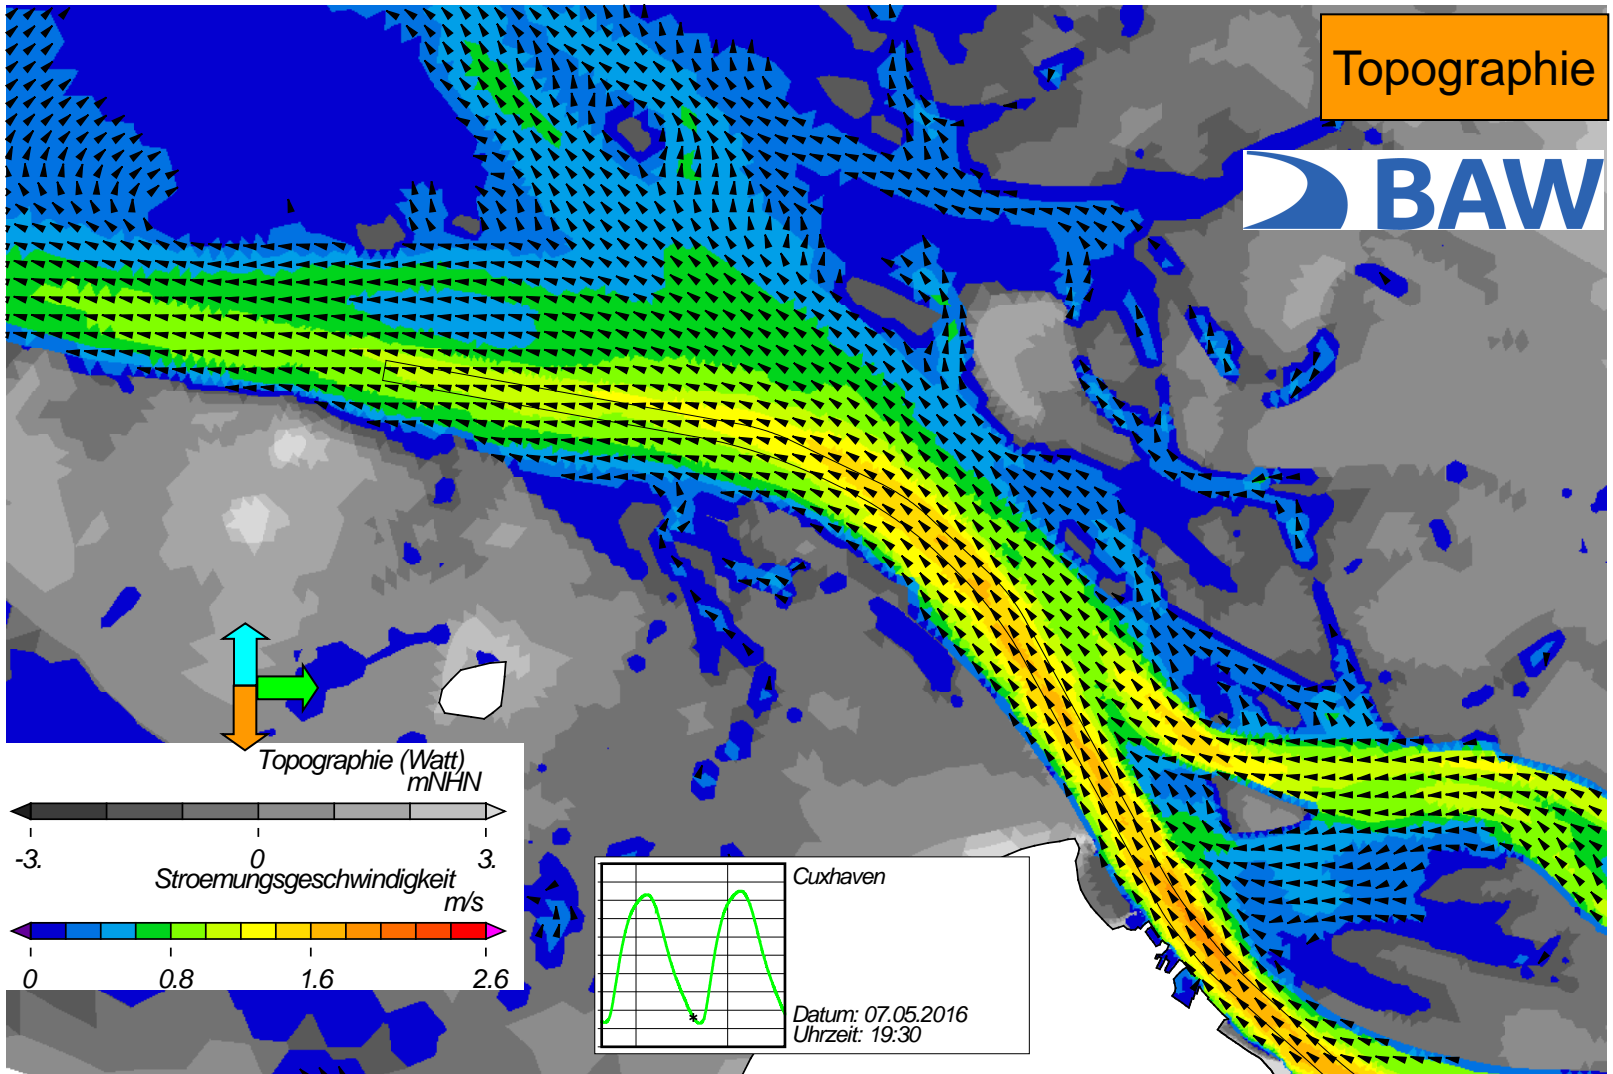 Topographie
BAW
Topographie (Watt)
mNHN
-3. 0 3.
Stroemungsgeschwindigkeit
m/s
0 0.8 1.6 2.6
Cuxhaven
Datum: 07.05.2016
Uhrzeit: 19:30